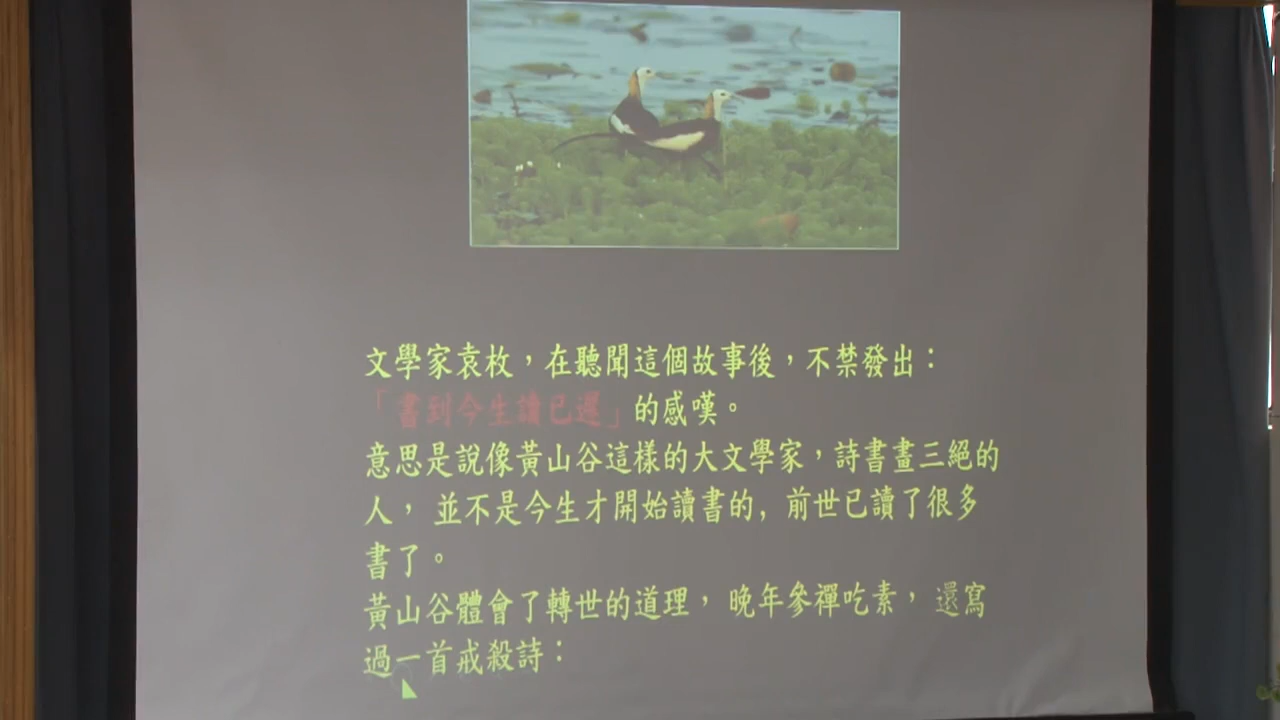 文學家袁枚，在聽聞這個故事後，不禁發出：
「書到今生讀已遲」的感嘆。
意思是說像黃山谷這樣的大文學家，詩書畫三絕的
人， 並不是今生才開始讀書的, 前世已讀了很多
書了。
黃山谷體會了轉世的道理， 晚年參禪吃素， 還寫
過一首戒殺詩：